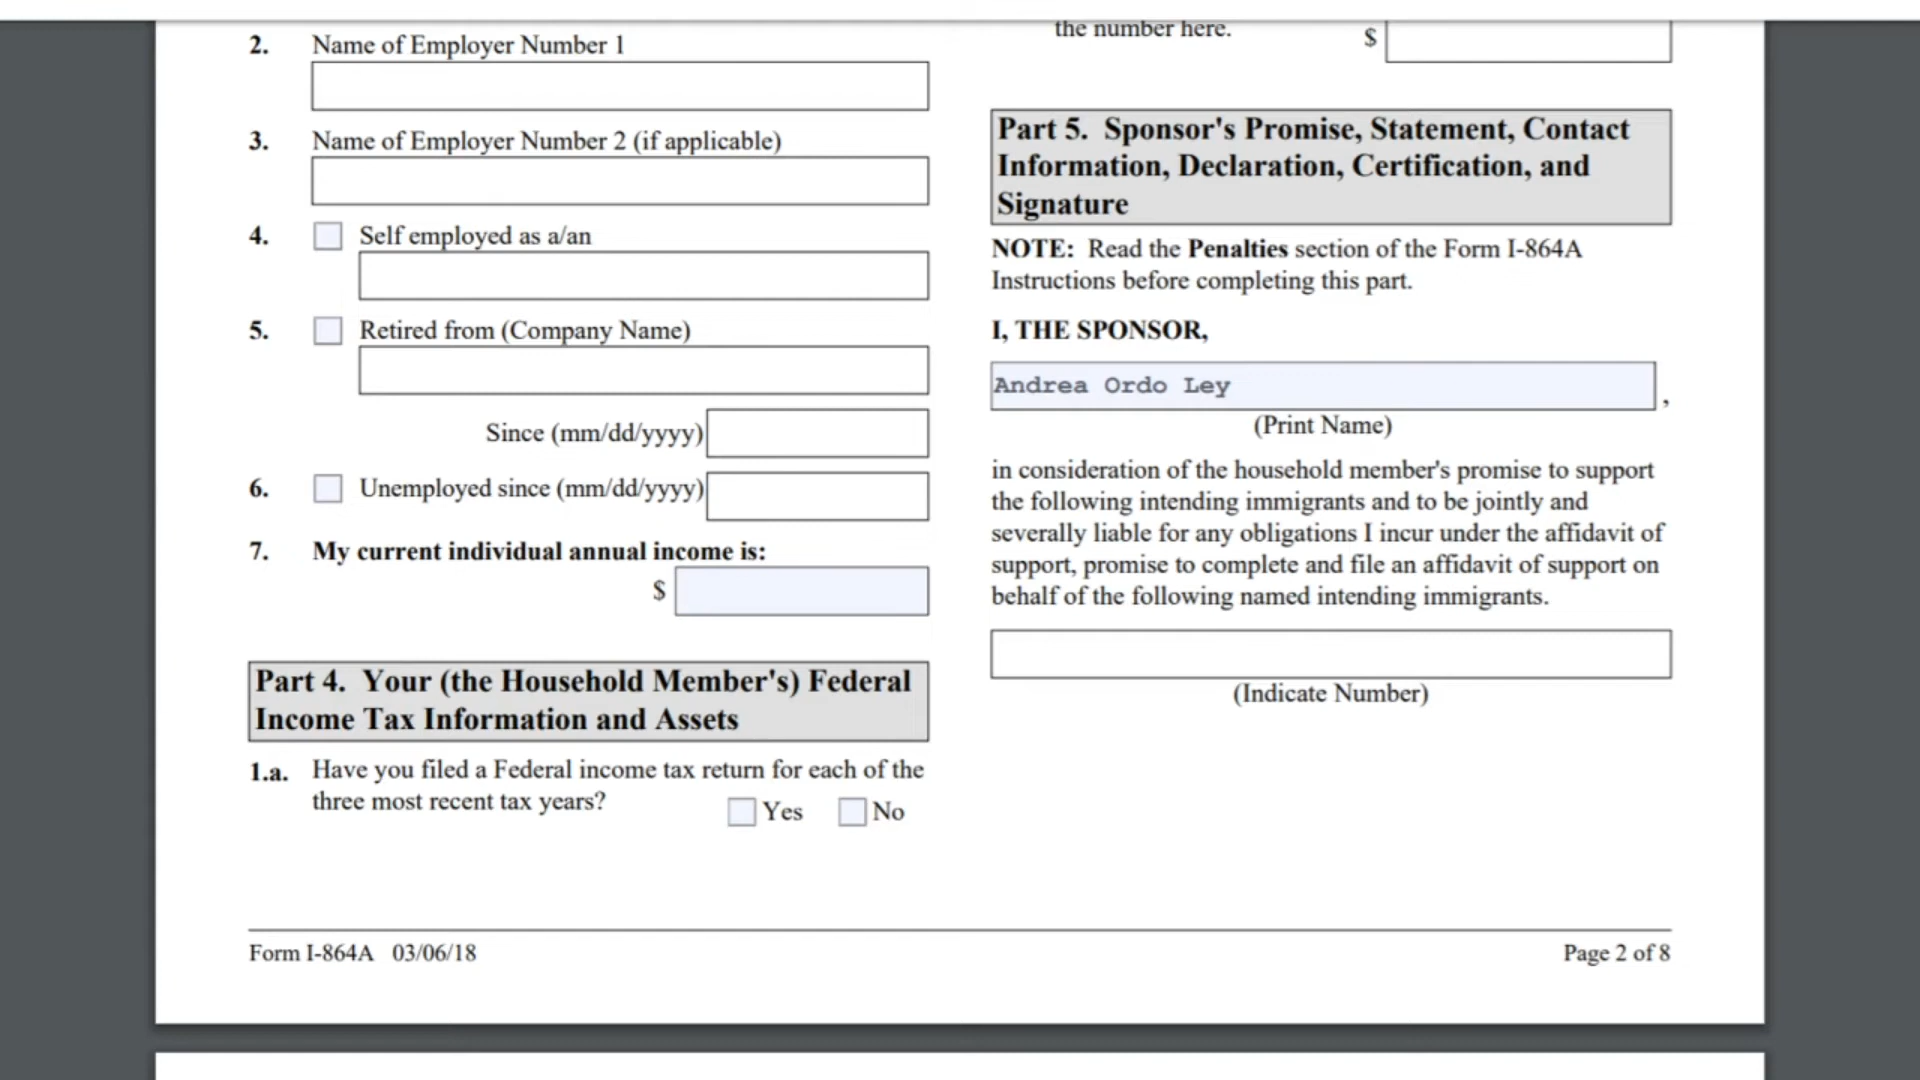 2. Name of Employer Number 1
3. Name of Employer Number 2 (if applicable)
4. Self employed as a/an
5. Retired from (Company Name)
Since (mm/dd/yyyy)
6. Unemployed since (mm/dd/yyyy)
7. My current individual annual income is:
$
Part 4. Your (the Household Member's) Federal
Income Tax Information and Assets
1.a. Have you filed a Federal income tax return for each of the
three most recent tax years? Yes No
the number here. $
Part 5. Sponsor's Promise, Statement, Contact
Information, Declaration, Certification, and
Signature
NOTE: Read the Penalties section of the Form I-864A
Instructions before completing this part.
I, THE SPONSOR,
Andrea Ordo Ley ,
(Print Name)
in consideration of the household member's promise to support
the following intending immigrants and to be jointly and
severally liable for any obligations I incur under the affidavit of
support, promise to complete and file an affidavit of support on
behalf of the following named intending immigrants.
(Indicate Number)
Form I-864A 03/06/18 Page 2 of 8